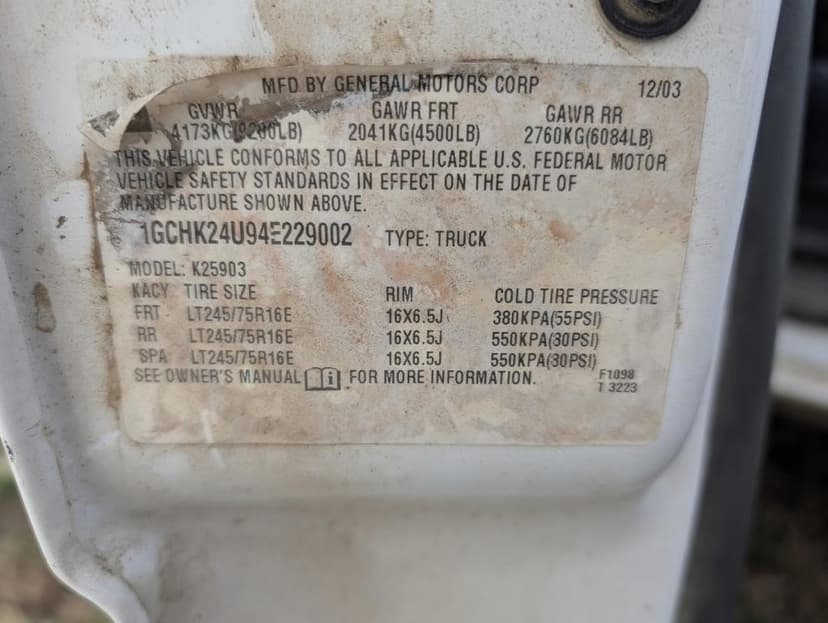 MFD BY GENERAL MOTORS CORP 12/03
GVWR GAWR FRT GAWR RR
4173KG(9200LB) 2041KG(4500LB) 2760KG(6084LB)
THIS VEHICLE CONFORMS TO ALL APPLICABLE U.S. FEDERAL MOTOR
VEHICLE SAFETY STANDARDS IN EFFECT ON THE DATE OF
MANUFACTURE SHOWN ABOVE.
1GCHK24U94E229002 TYPE: TRUCK
MODEL: K25903
KACY TIRE SIZE RIM COLD TIRE PRESSURE
FRT LT245/75R16E 16X6.5J 380KPA(55PSI)
RR LT245/75R16E 16X6.5J 550KPA(30PSI)
SPA LT245/75R16E 16X6.5J 550KPA(30PSI)
SEE OWNER'S MANUAL i FOR MORE INFORMATION.
F1098
T 3223